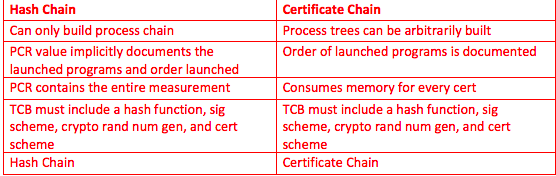 Hash Chain Certificate Chain
Can only build process chain Process trees can be arbitrarily built
PCR value implicitly documents the Order of launched programs is documented
launched programs and order launched
PCR contains the entire measurement Consumes memory for every cert
TCB must include a hash function, sig TCB must include a hash function, sig
scheme, crypto rand num gen, and cert scheme, crypto rand num gen, and cert
scheme scheme
Hash Chain Certificate Chain